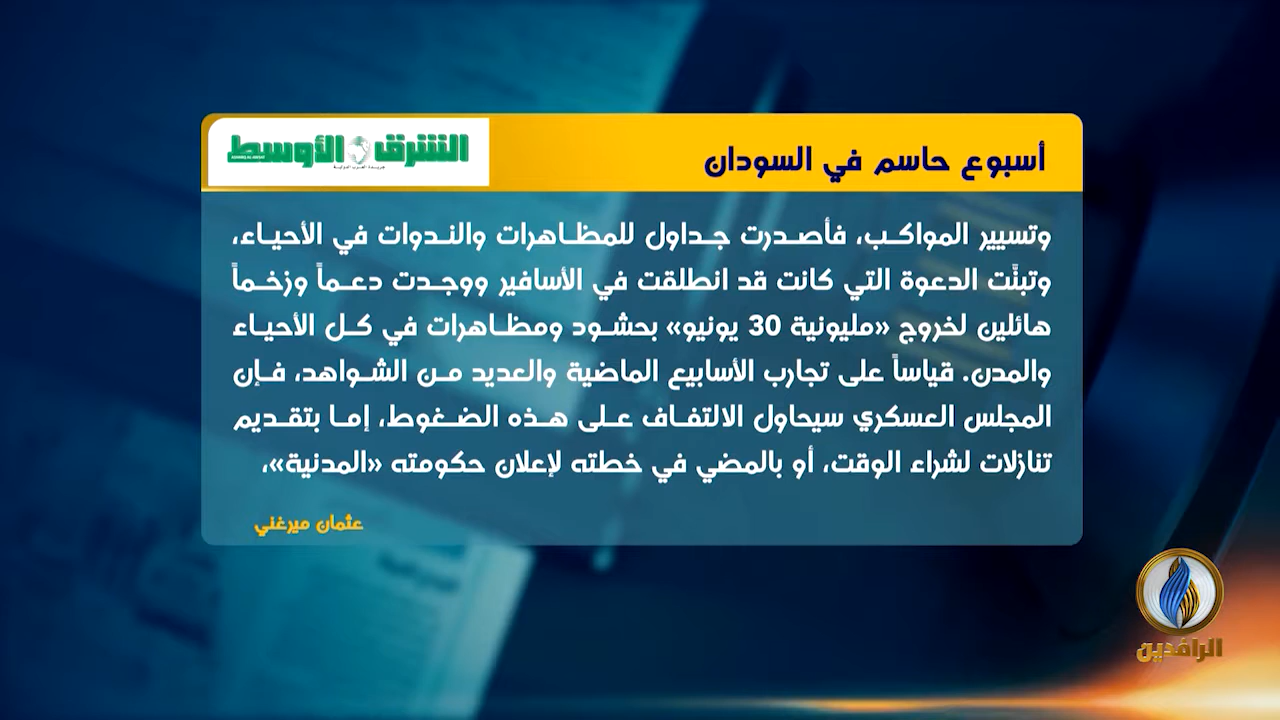 أسبوع حاسم في السودان
الشرق الأوسط
جريدة العرب الدولية
وتسيير المواكب، فأصدرت جداول للمظاهرات والندوات في الأحياء،
وتبنَّت الدعوة التي كانت قد انطلقت في الأسافير ووجدت دعماً وزخماً
هائلين لخروج «مليونية 30 يونيو» بحشود ومظاهرات في كل الأحياء
والمدن. قياساً على تجارب الأسابيع الماضية والعديد من الشواهد، فإن
المجلس العسكري سيحاول الالتفاف على هذه الضغوط، إما بتقديم
تنازلات لشراء الوقت، أو بالمضي في خطته لإعلان حكومته «المدنية»،
عثمان ميرغني
الرافدين